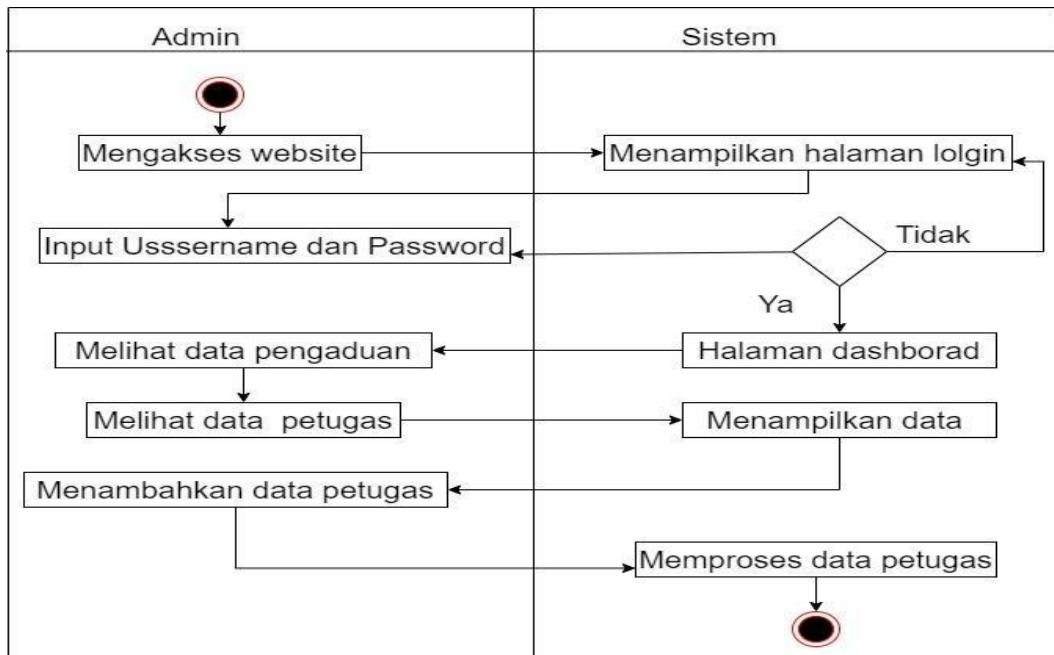 Admin
Sistem
Mengakses website
Menampilkan halaman lolgin
Input Usssername dan Password
Tidak
Ya
Melihat data pengaduan
Halaman dashborad
Melihat data petugas
Menampilkan data
Menambahkan data petugas
Memproses data petugas